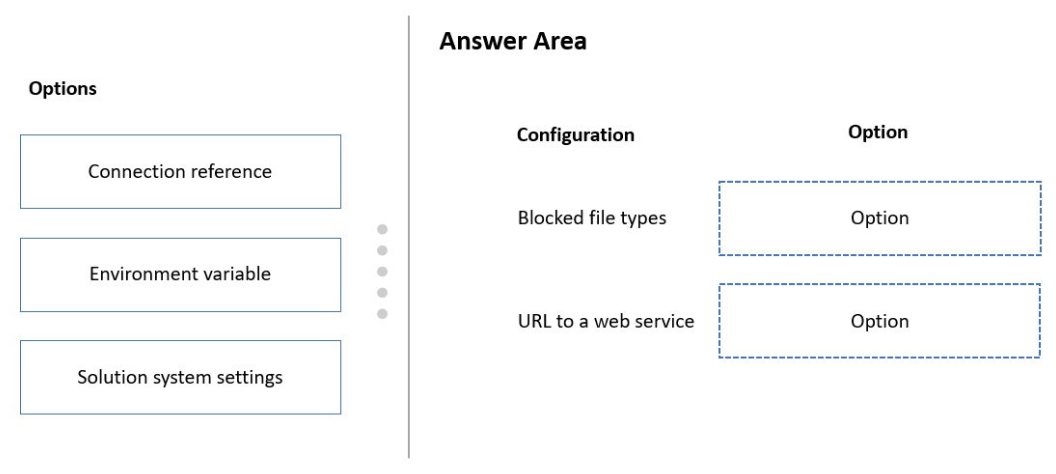 Answer Area
Options
Connection reference
Environment variable
Solution system settings
Configuration Option
Blocked file types Option
URL to a web service Option